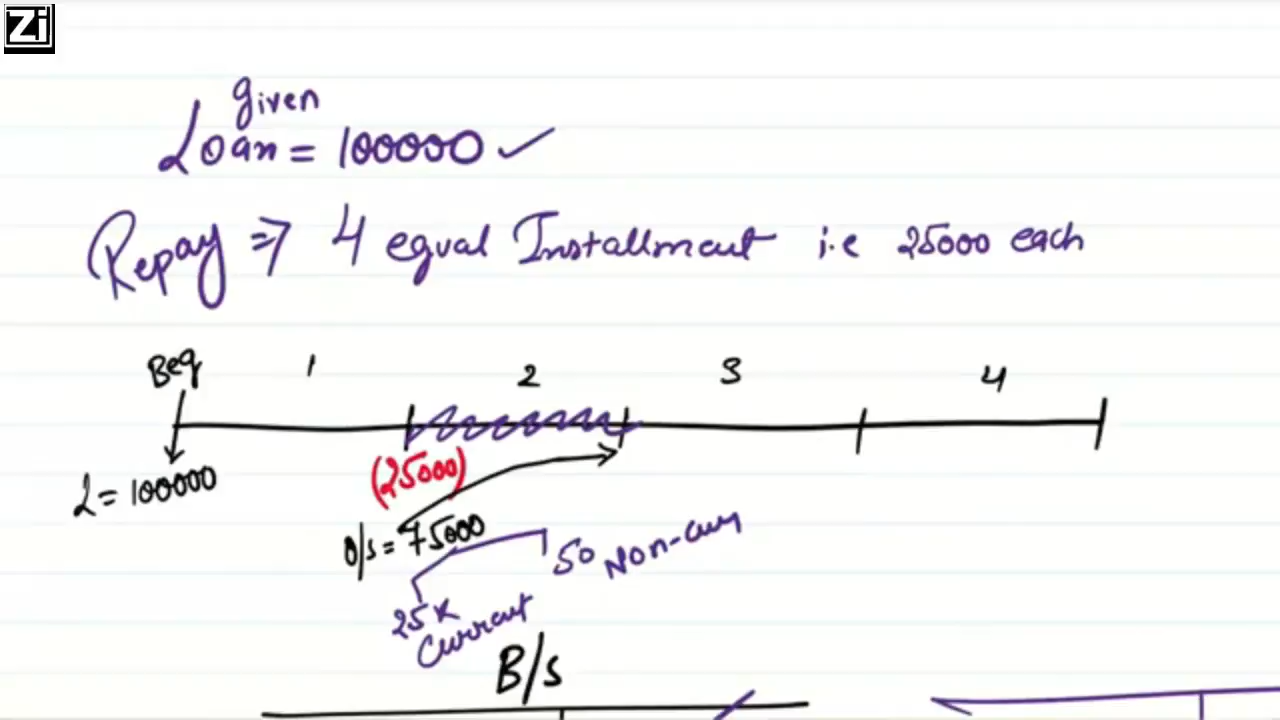 Zi
given
Loan = 100000 ✓
Repay ⇒ 4 equal Installment i.e 25000 each
Beg 1 2 3 4
L = 100000
(25000)
O/s = 75000
50 Non-curr
25K
Current
B/s